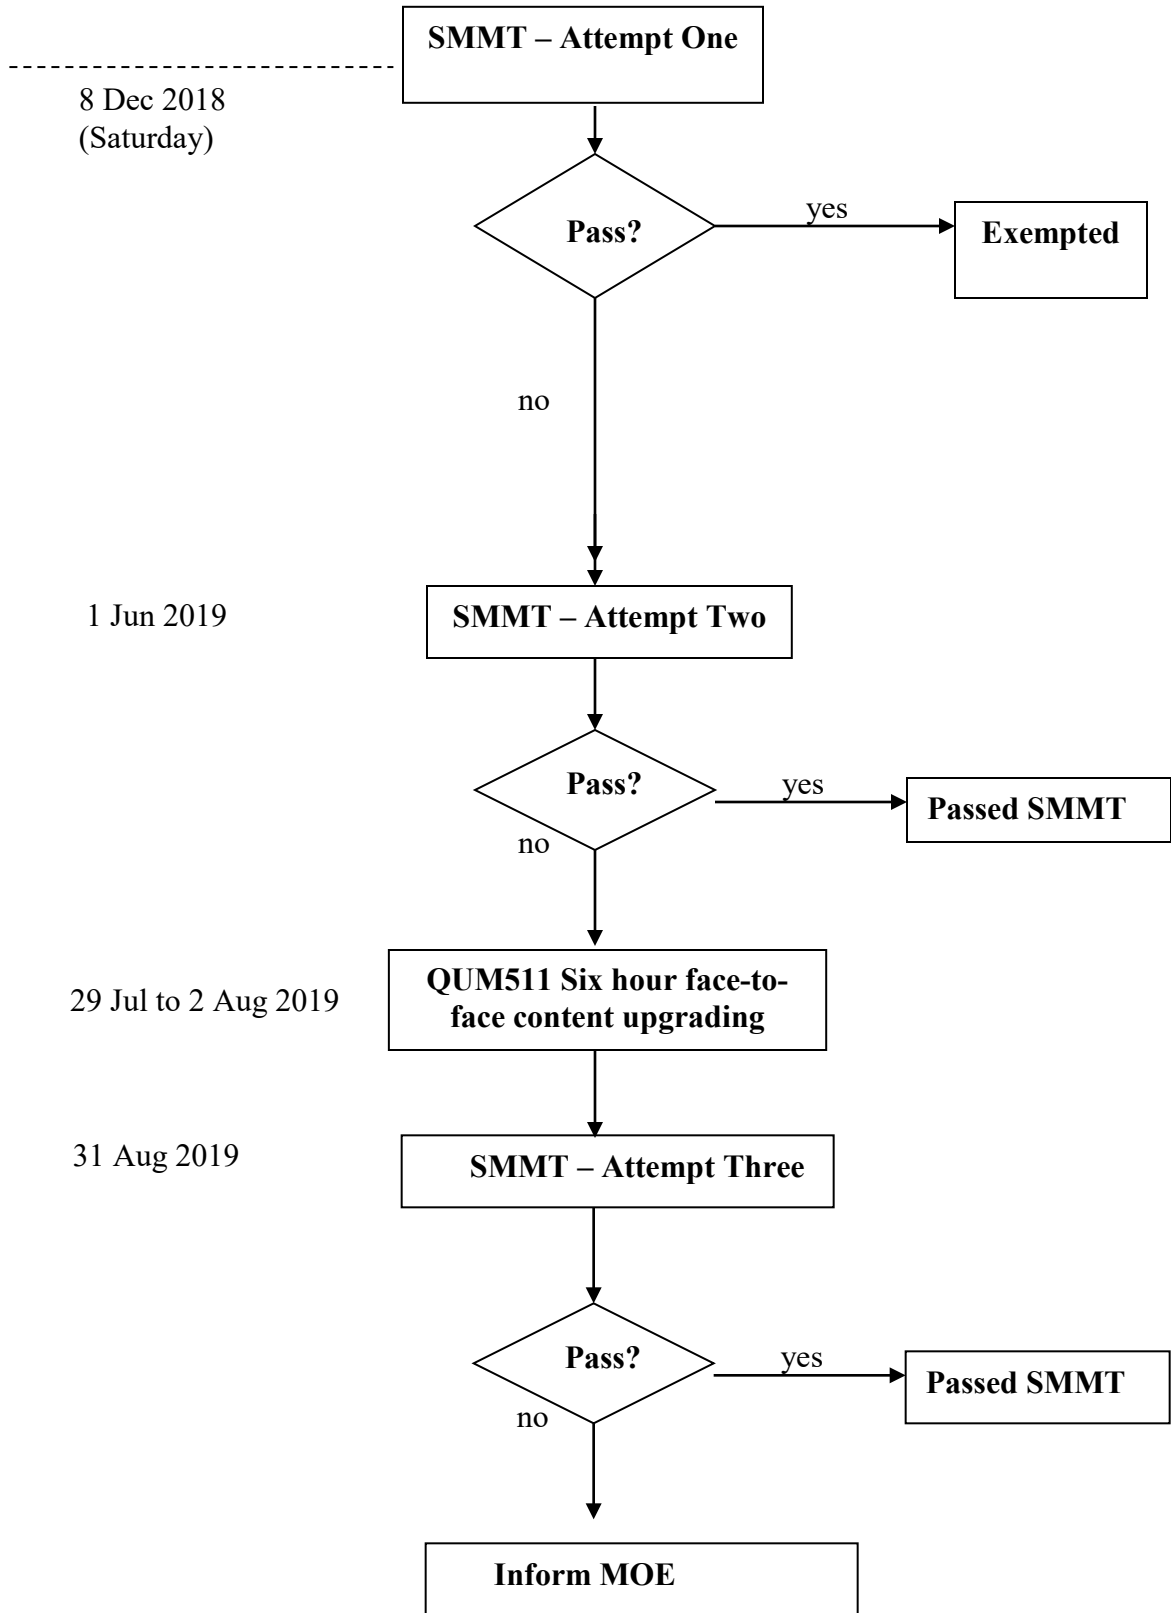 SMMT – Attempt One
8 Dec 2018
(Saturday)
Pass?
yes
Exempted
no
1 Jun 2019
SMMT – Attempt Two
Pass?
yes
Passed SMMT
no
29 Jul to 2 Aug 2019
QUM511 Six hour face-to-
face content upgrading
31 Aug 2019
SMMT – Attempt Three
Pass?
yes
Passed SMMT
no
Inform MOE